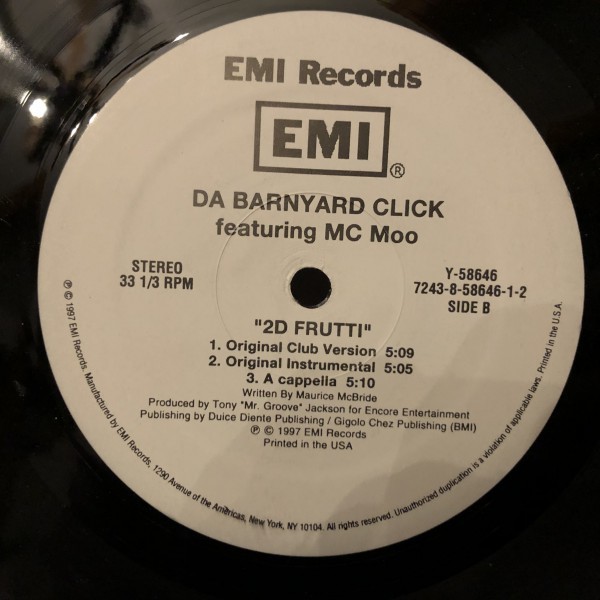 EMI Records
EMI®
DA BARNYARD CLICK
featuring MC Moo
STEREO
33 1/3 RPM
Y-58646
7243-8-58646-1-2
SIDE B
"2D FRUTTI"
1. Original Club Version 5:09
2. Original Instrumental 5:05
3. A cappella 5:10
Written By Maurice McBride
Produced by Tony "Mr. Groove" Jackson for Encore Entertainment
Publishing by Duice Diente Publishing / Gigolo Chez Publishing (BMI)
℗ © 1997 EMI Records
Printed in the USA
℗ © 1997 EMI Records. Manufactured by EMI Records, 1290 Avenue of the Americas, New York, NY 10104. All rights reserved. Unauthorized duplication is a violation of applicable laws. Printed in the U.S.A.